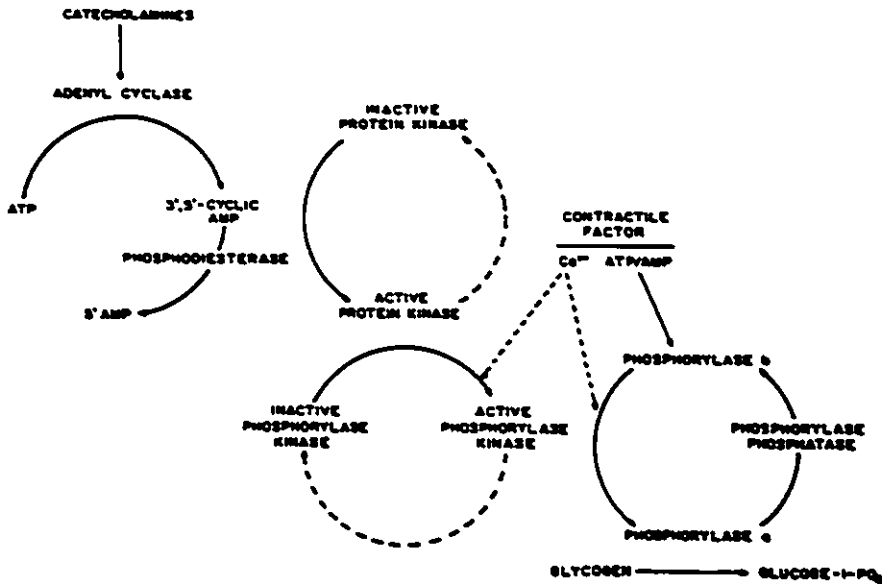 CATECHOLAMINES
ADENYL CYCLASE
ATP
3',5'-CYCLIC
AMP
PHOSPHODIESTERASE
5'AMP
INACTIVE
PROTEIN KINASE
ACTIVE
PROTEIN KINASE
CONTRACTILE
FACTOR
Ca++ ATP/AMP
INACTIVE
PHOSPHORYLASE
KINASE
ACTIVE
PHOSPHORYLASE
KINASE
PHOSPHORYLASE b
PHOSPHORYLASE
PHOSPHATASE
PHOSPHORYLASE a
GLYCOGEN GLUCOSE-1-PO4